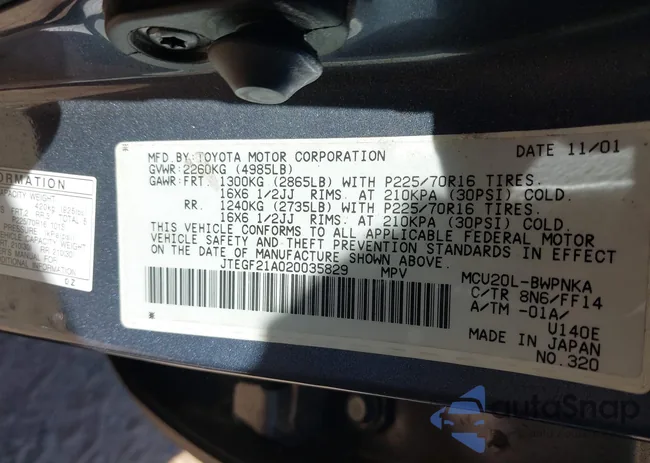 MFD. BY: TOYOTA MOTOR CORPORATION DATE 11/01
GVWR: 2260KG (4985LB)
GAWR: FRT. 1300KG (2865LB) WITH P225/70R16 TIRES.
16X6 1/2JJ RIMS. AT 210KPA (30PSI) COLD.
RR. 1240KG (2735LB) WITH P225/70R16 TIRES.
16X6 1/2JJ RIMS. AT 210KPA (30PSI) COLD.
THIS VEHICLE CONFORMS TO ALL APPLICABLE FEDERAL MOTOR
VEHICLE SAFETY AND THEFT PREVENTION STANDARDS IN EFFECT
ON THE DATE OF MANUFACTURE SHOWN ABOVE.
JTEGF21A020035829 MPV
MCU20L-BWPNKA
C/TR 8N6/FF14
A/TM -01A/
U140E
MADE IN JAPAN
NO.320
FORMATION
DZ
autoSnap